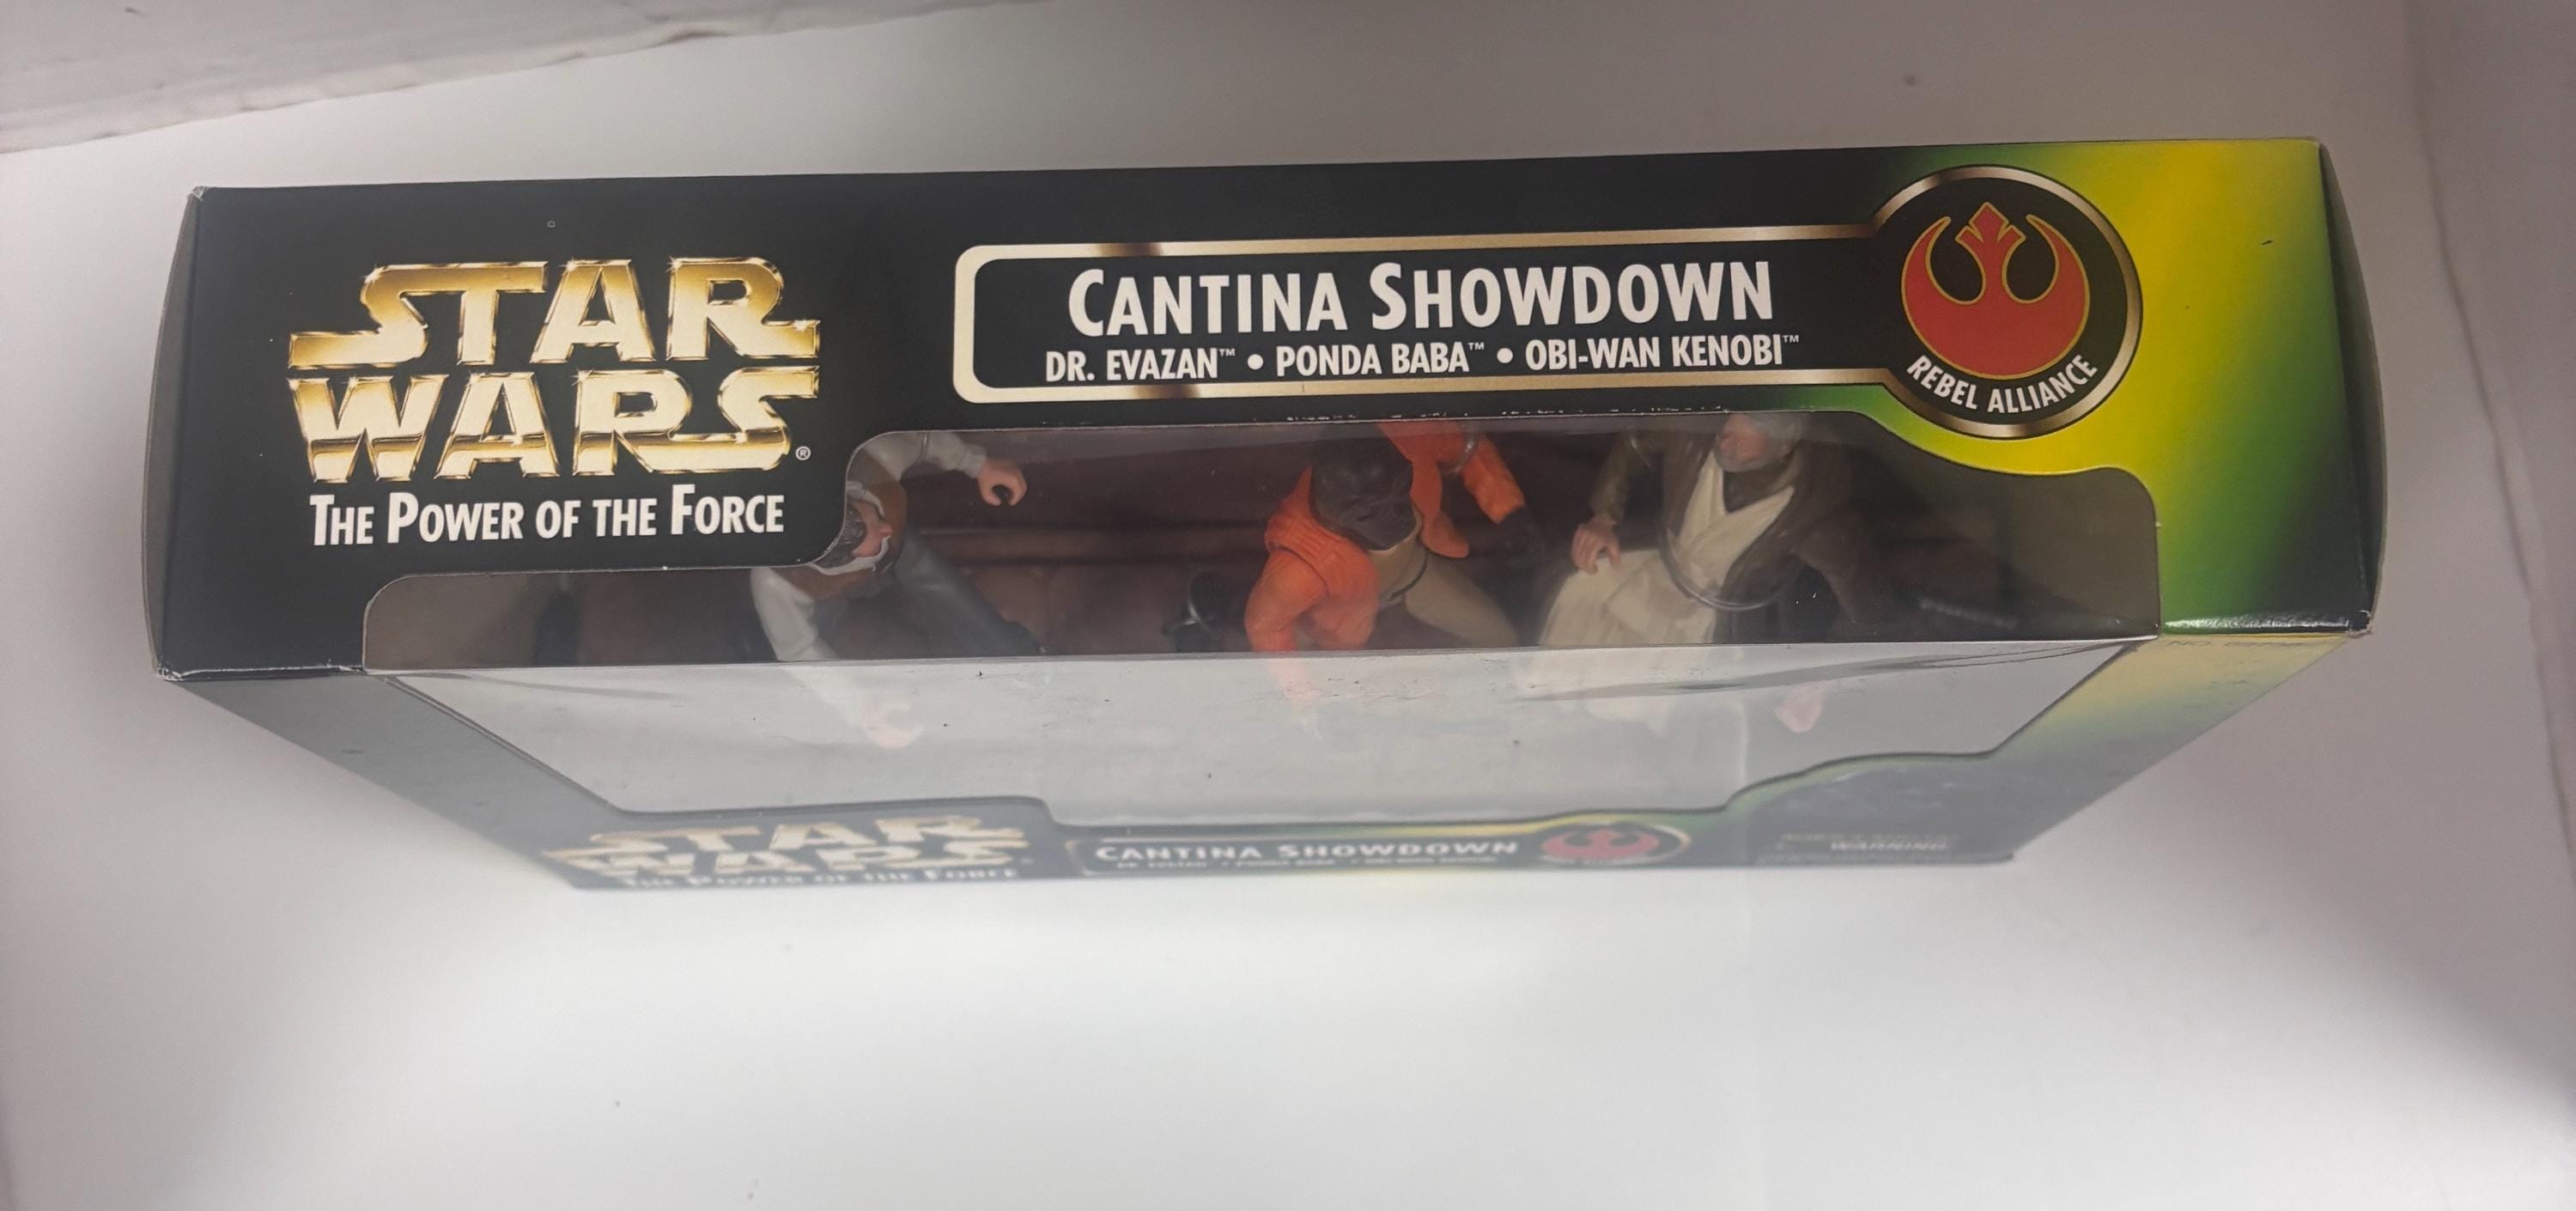 STAR
WARS®
THE POWER OF THE FORCE
CANTINA SHOWDOWN
DR. EVAZAN™ • PONDA BABA™ • OBI-WAN KENOBI™
REBEL ALLIANCE
STAR
WARS
THE POWER OF THE FORCE
CANTINA SHOWDOWN
WARNING